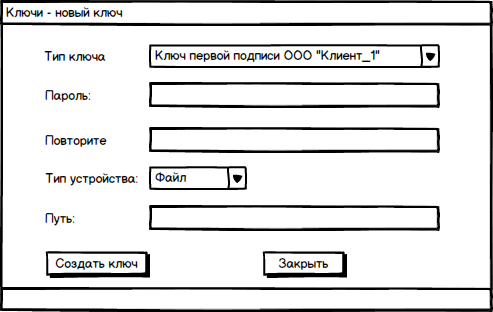 Ключи - новый ключ
Тип ключа
Ключ первой подписи ООО "Клиент_1"
Пароль:
Повторите
Тип устройства:
Файл
Путь:
Создать ключ
Закрыть